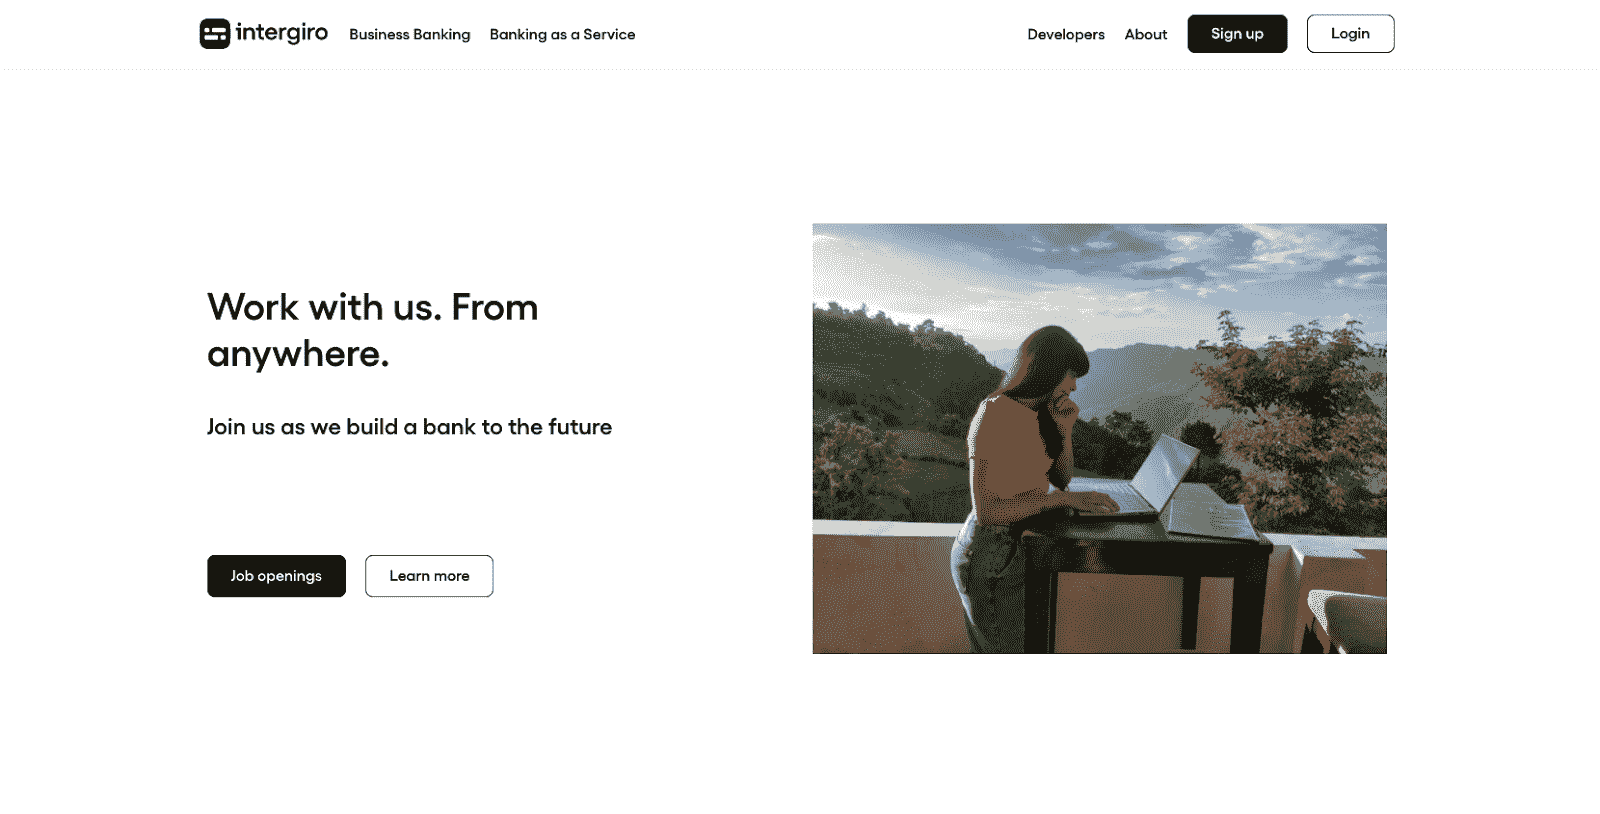 intergiro
Business Banking
Banking as a Service
Developers
About
Sign up
Login
Work with us. From
anywhere.
Join us as we build a bank to the future
Job openings
Learn more